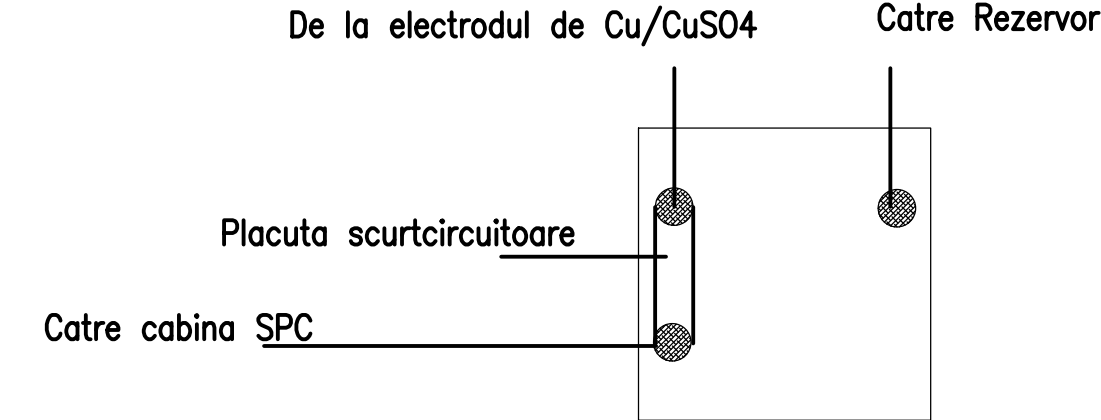 De la electrodul de Cu/CuSO4
Catre Rezervor
Placuta scurtcircuitoare
Catre cabina SPC